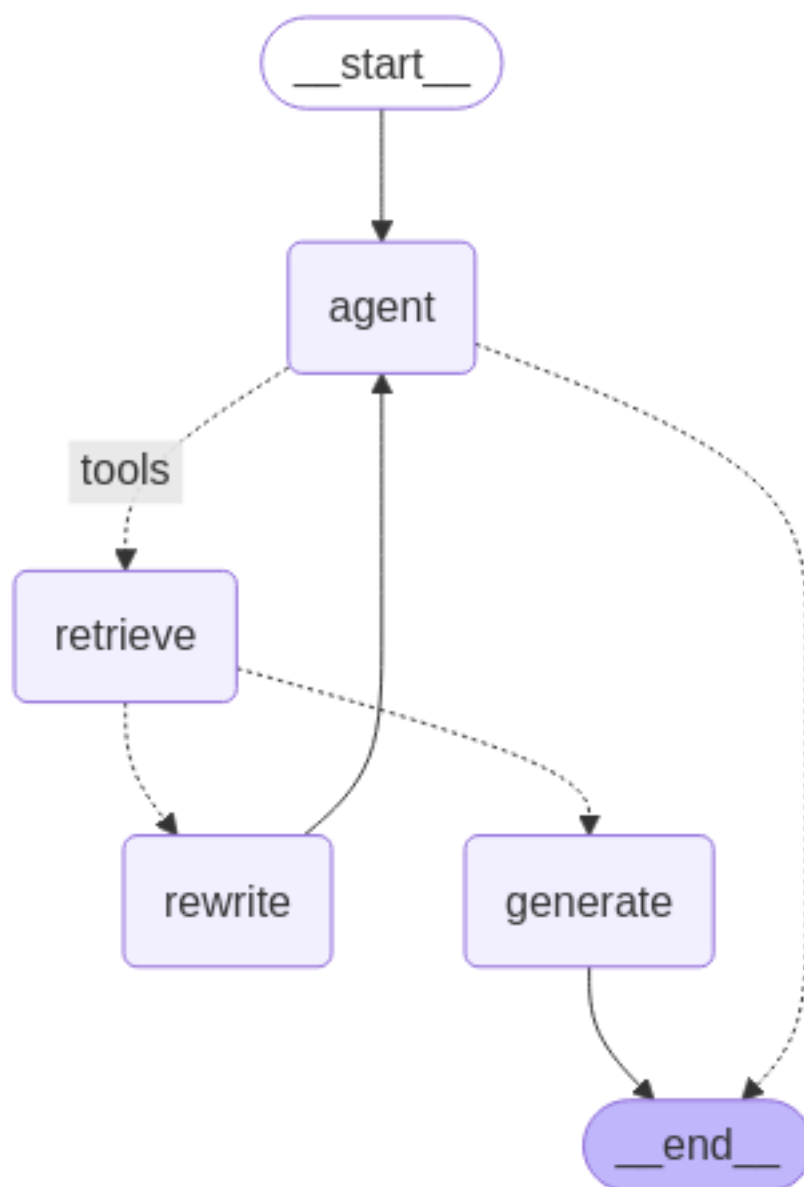 __start__
agent
tools
retrieve
rewrite
generate
__end__